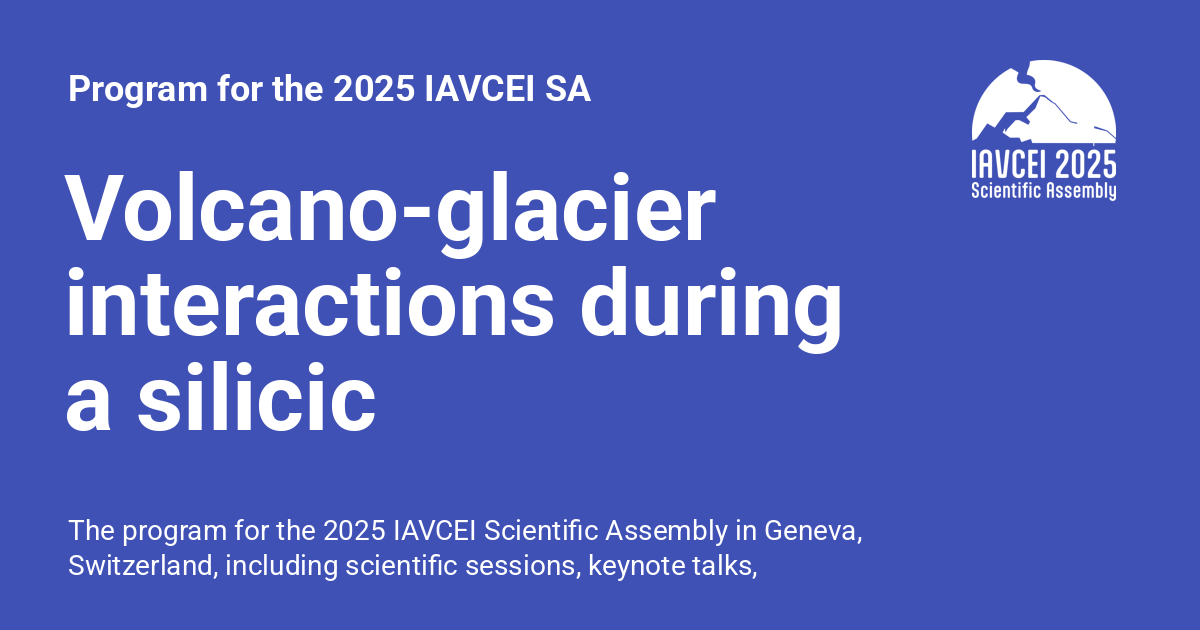 Program for the 2025 IAVCEI SA
IAVCEI 2025
Scientific Assembly
Volcano-glacier
interactions during
a silicic
The program for the 2025 IAVCEI Scientific Assembly in Geneva,
Switzerland, including scientific sessions, keynote talks,